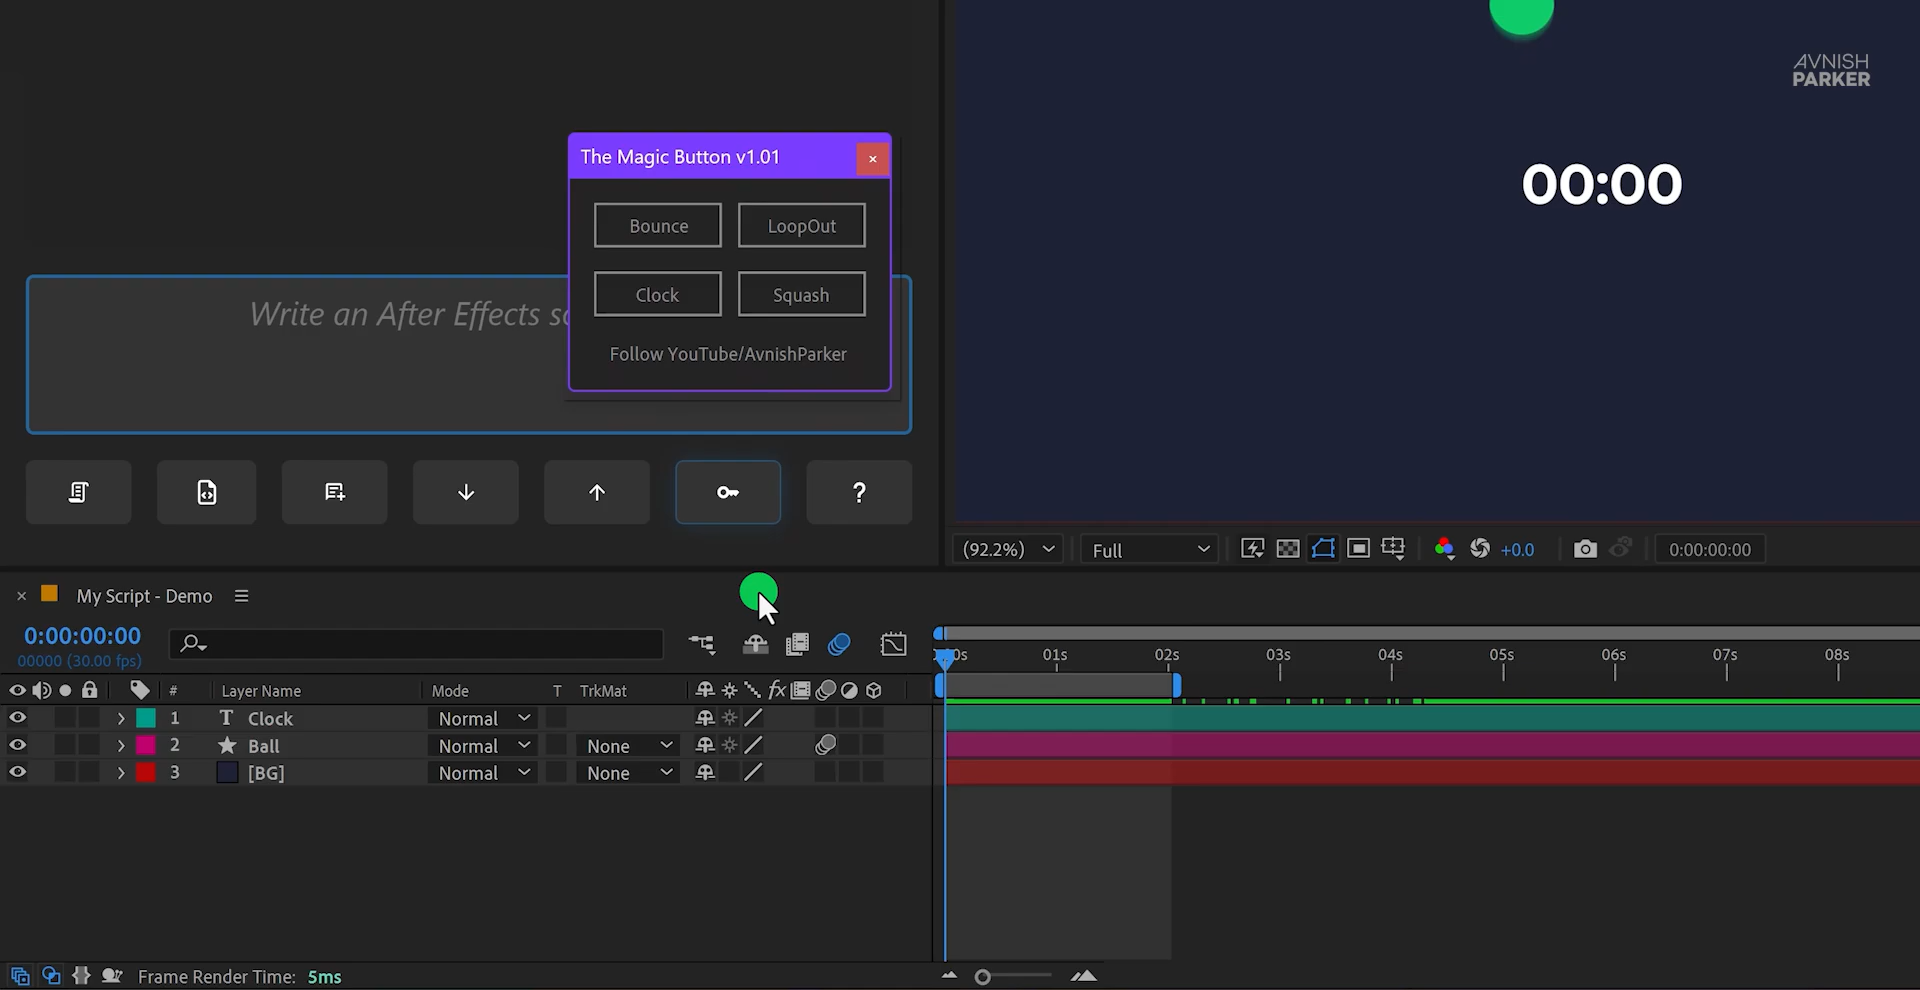 AVNISH
PARKER
The Magic Button v1.01
00:00
Bounce
LoopOut
Clock
Squash
Write an After Effects sc
Follow YouTube/AvnishParker
?
(92.2%)
Full
+0.0
0:00:00:00
× My Script - Demo
0:00:00:00
00000 (30.00 fps)
00s 01s 02s 03s 04s 05s 06s 07s 08s
# Layer Name Mode T TrkMat fx
1 T Clock Normal
2 Ball Normal None
3 [BG] Normal None
Frame Render Time: 5ms